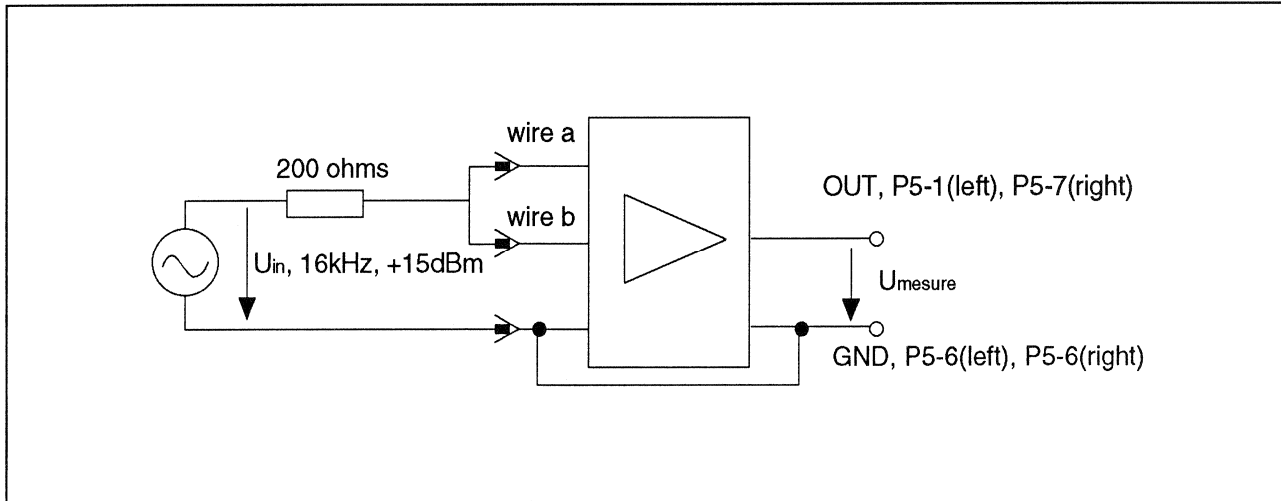 wire a
200 ohms
OUT, P5-1(left), P5-7(right)
wire b
Uin, 16kHz, +15dBm
Umesure
GND, P5-6(left), P5-6(right)